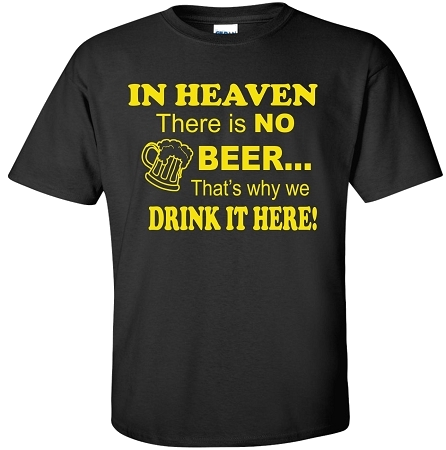 IN HEAVEN
There is NO
BEER...
That's why we
DRINK IT HERE!